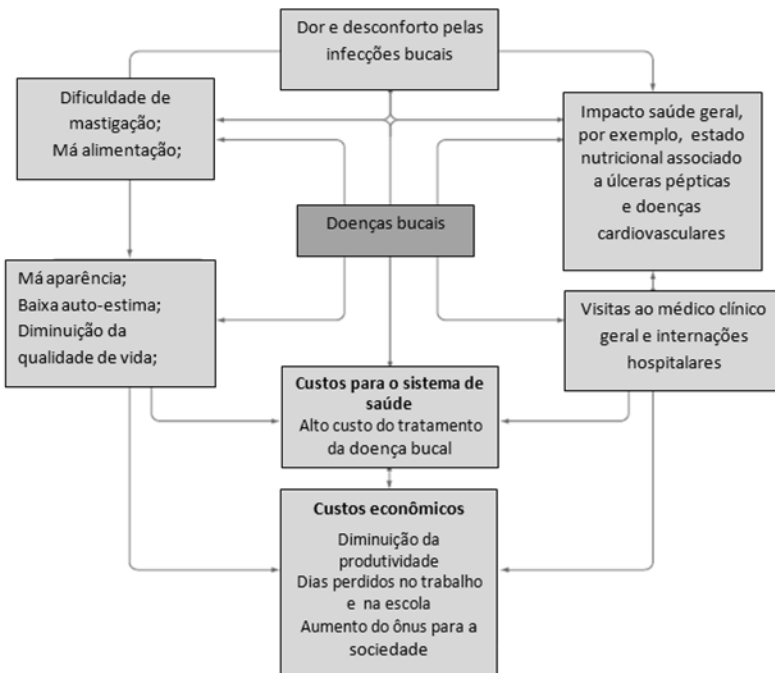 Dor e desconforto pelas
infecções bucais
Dificuldade de
mastigação;
Má alimentação;
Impacto saúde geral,
por exemplo, estado
nutricional associado
a úlceras pépticas
e doenças
cardiovasculares
Doenças bucais
Má aparência;
Baixa auto-estima;
Diminuição da
qualidade de vida;
Visitas ao médico clínico
geral e internações
hospitalares
Custos para o sistema de
saúde
Alto custo do tratamento
da doença bucal
Custos econômicos
Diminuição da
produtividade
Dias perdidos no trabalho
e na escola
Aumento do ônus para a
sociedade